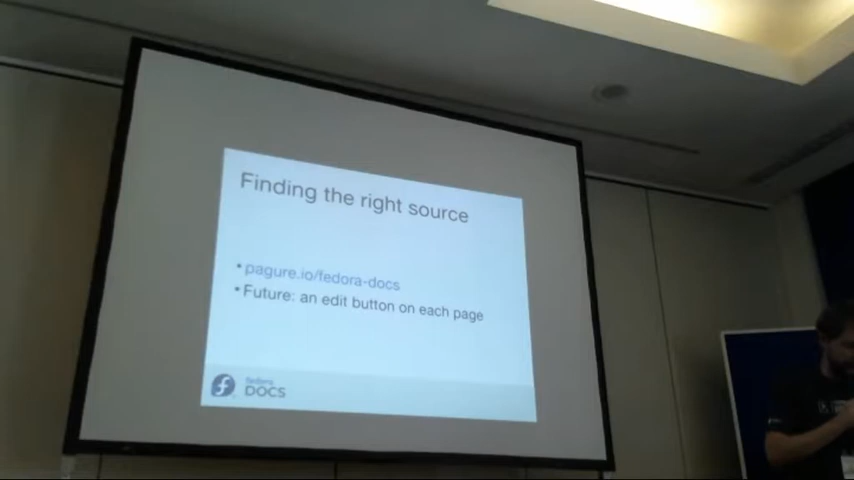 Finding the right source
• pagure.io/fedora-docs
• Future: an edit button on each page
fedora
DOCS